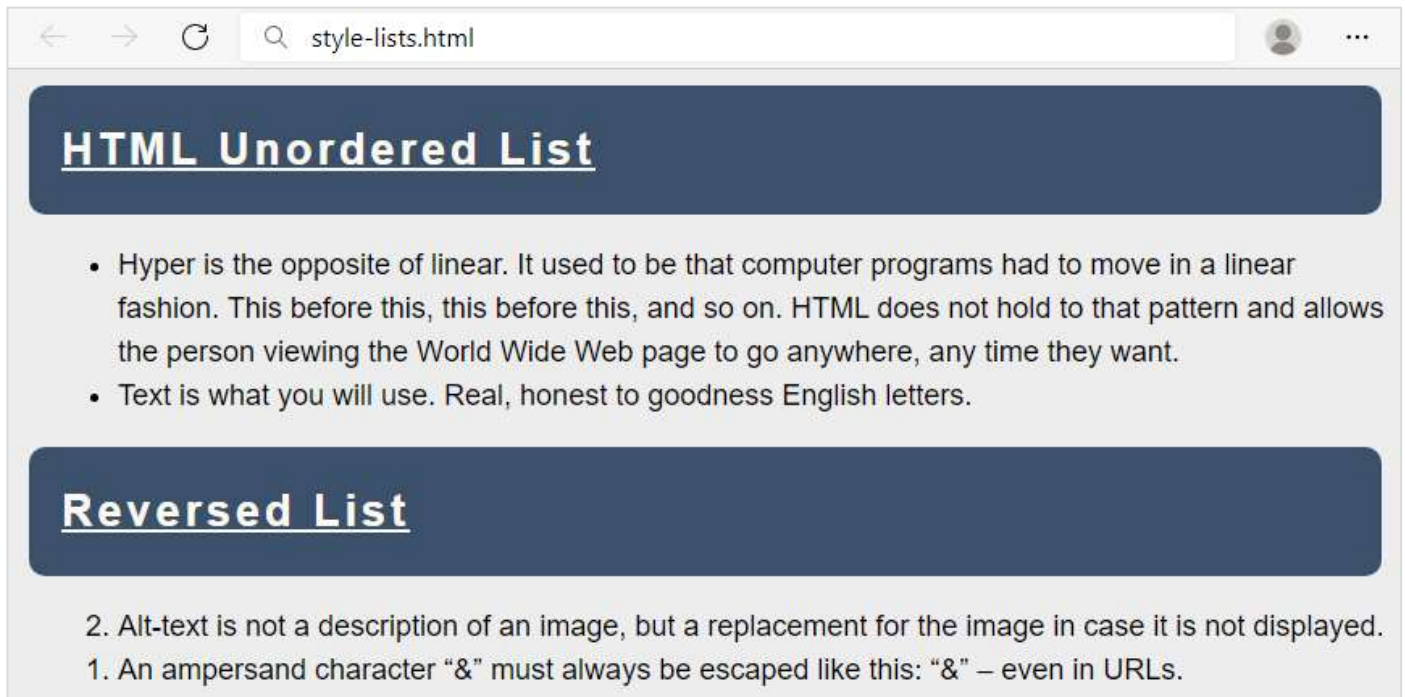 style-lists.html
HTML Unordered List
• Hyper is the opposite of linear. It used to be that computer programs had to move in a linear
fashion. This before this, this before this, and so on. HTML does not hold to that pattern and allows
the person viewing the World Wide Web page to go anywhere, any time they want.
• Text is what you will use. Real, honest to goodness English letters.
Reversed List
2. Alt-text is not a description of an image, but a replacement for the image in case it is not displayed.
1. An ampersand character “&” must always be escaped like this: “&” – even in URLs.